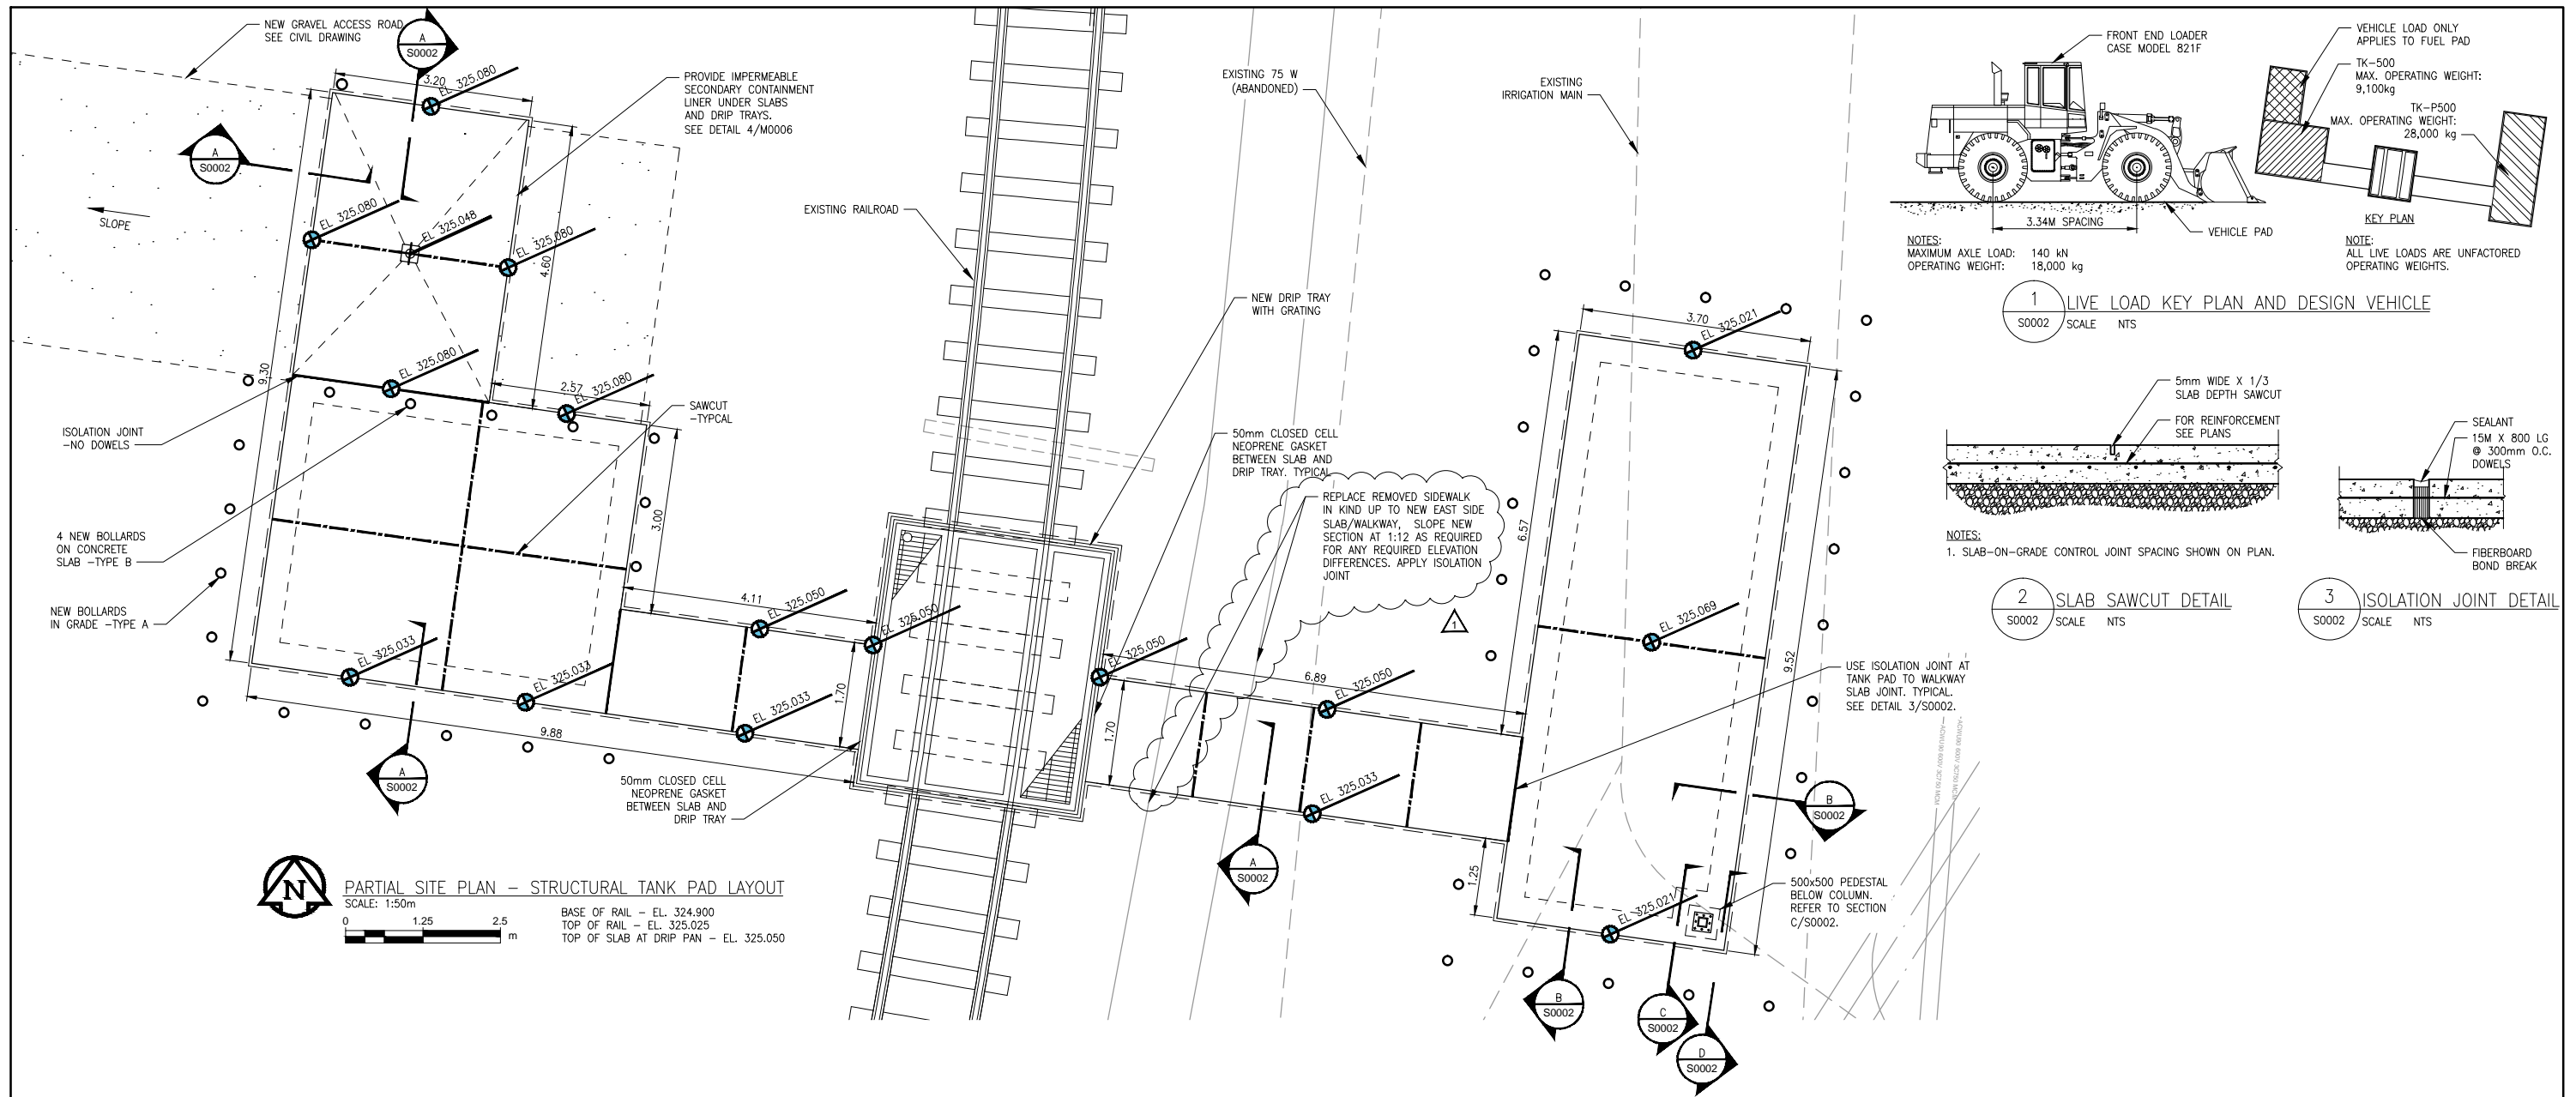 NEW GRAVEL ACCESS ROAD
SEE CIVIL DRAWING
A
S0002
3.20
EL 325.080
PROVIDE IMPERMEABLE
SECONDARY CONTAINMENT
LINER UNDER SLABS
AND DRIP TRAYS.
SEE DETAIL 4/M0006
A
S0002
SLOPE
EL 325.080
EL 325.048
EL 325.080
4.60
9.30
EL 325.080
2.57
EL 325.080
ISOLATION JOINT
-NO DOWELS
SAWCUT
-TYPCAL
4 NEW BOLLARDS
ON CONCRETE
SLAB -TYPE B
NEW BOLLARDS
IN GRADE -TYPE A
3.00
4.11
EL 325.050
EL 325.050
EL 325.033
EL 325.033
EL 325.033
1.70
9.88
A
S0002
50mm CLOSED CELL
NEOPRENE GASKET
BETWEEN SLAB AND
DRIP TRAY
EXISTING RAILROAD
EXISTING 75 W
(ABANDONED)
EXISTING
IRRIGATION MAIN
NEW DRIP TRAY
WITH GRATING
50mm CLOSED CELL
NEOPRENE GASKET
BETWEEN SLAB AND
DRIP TRAY. TYPICAL
REPLACE REMOVED SIDEWALK
IN KIND UP TO NEW EAST SIDE
SLAB/WALKWAY, SLOPE NEW
SECTION AT 1:12 AS REQUIRED
FOR ANY REQUIRED ELEVATION
DIFFERENCES. APPLY ISOLATION
JOINT
1
EL 325.050
6.89
EL 325.050
1.70
EL 325.033
A
S0002
3.70
EL 325.021
6.57
EL 325.069
9.52
1.25
EL 325.021
USE ISOLATION JOINT AT
TANK PAD TO WALKWAY
SLAB JOINT. TYPICAL.
SEE DETAIL 3/S0002.
B
S0002
500x500 PEDESTAL
BELOW COLUMN.
REFER TO SECTION
C/S0002.
B
S0002
C
S0002
D
S0002
N
PARTIAL SITE PLAN - STRUCTURAL TANK PAD LAYOUT
SCALE: 1:50m
0 1.25 2.5
m
BASE OF RAIL - EL. 324.900
TOP OF RAIL - EL. 325.025
TOP OF SLAB AT DRIP PAN - EL. 325.050
FRONT END LOADER
CASE MODEL 821F
3.34M SPACING
VEHICLE PAD
NOTES:
MAXIMUM AXLE LOAD: 140 kN
OPERATING WEIGHT: 18,000 kg
VEHICLE LOAD ONLY
APPLIES TO FUEL PAD
TK-500
MAX. OPERATING WEIGHT:
9,100kg
TK-P500
MAX. OPERATING WEIGHT:
28,000 kg
KEY PLAN
NOTE:
ALL LIVE LOADS ARE UNFACTORED
OPERATING WEIGHTS.
1
S0002
LIVE LOAD KEY PLAN AND DESIGN VEHICLE
SCALE NTS
5mm WIDE X 1/3
SLAB DEPTH SAWCUT
FOR REINFORCEMENT
SEE PLANS
NOTES:
1. SLAB-ON-GRADE CONTROL JOINT SPACING SHOWN ON PLAN.
2
S0002
SLAB SAWCUT DETAIL
SCALE NTS
SEALANT
15M X 800 LG
@ 300mm O.C.
DOWELS
FIBERBOARD
BOND BREAK
3
S0002
ISOLATION JOINT DETAIL
SCALE NTS